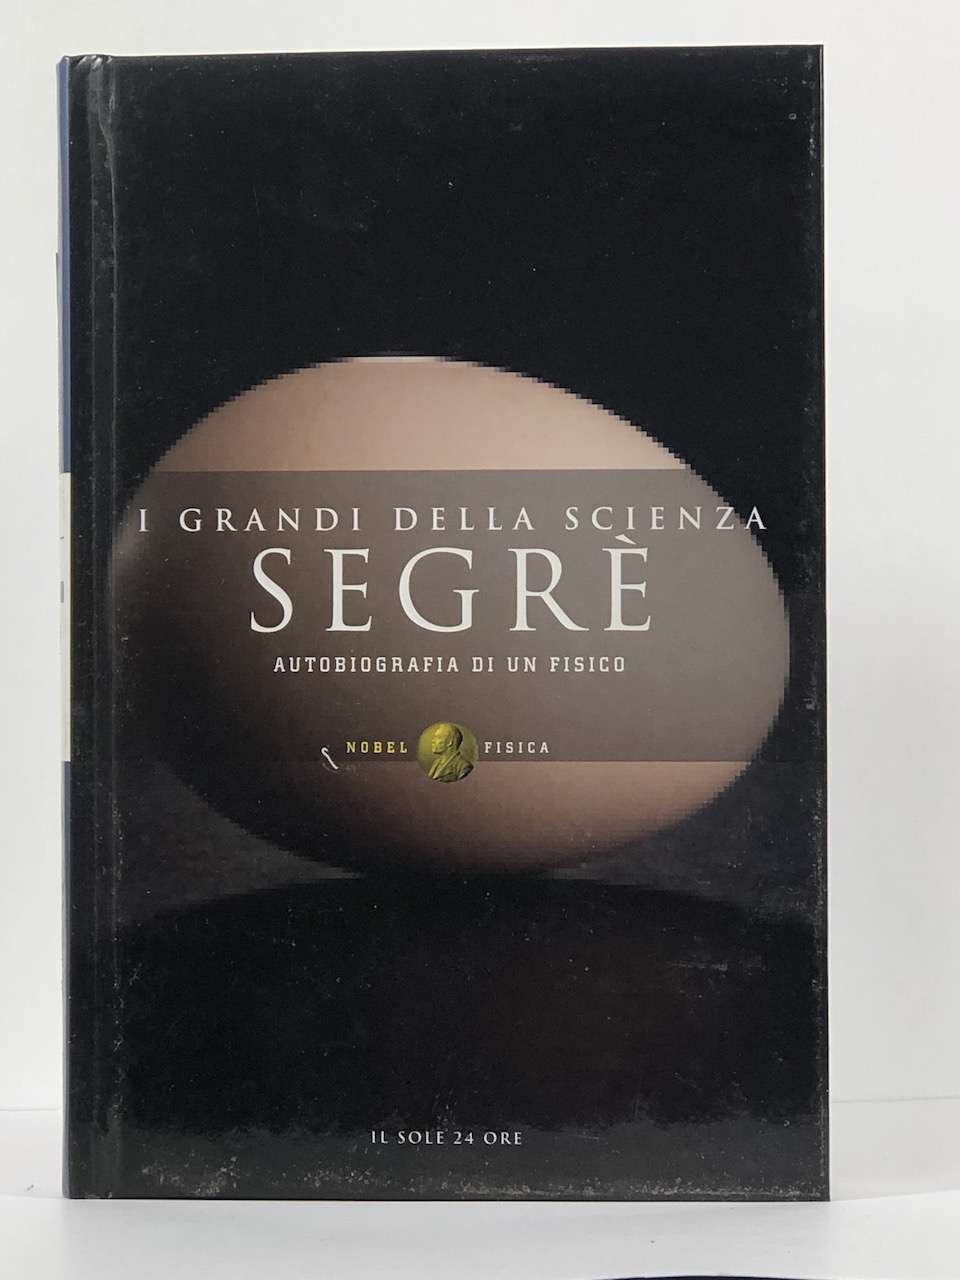 I GRANDI DELLA SCIENZA
SEGRÈ
AUTOBIOGRAFIA DI UN FISICO
NOBEL FISICA
IL SOLE 24 ORE